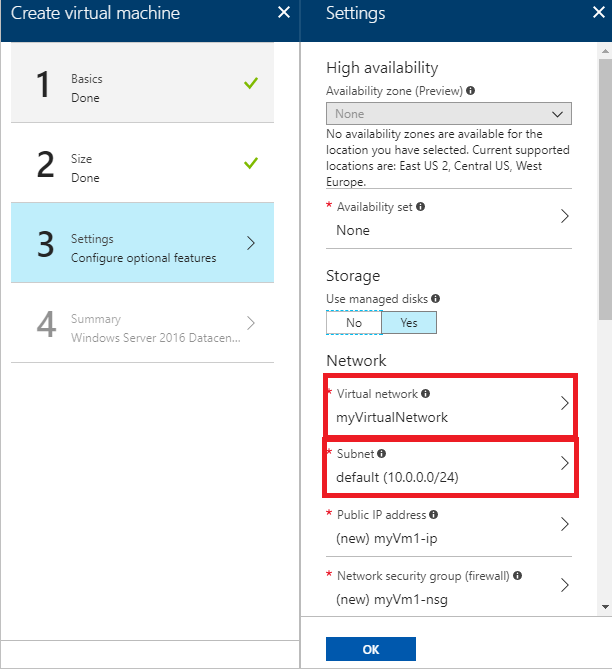 Create virtual machine
1
Basics
Done
2
Size
Done
3
Settings
Configure optional features
4
Summary
Windows Server 2016 Datacen...
Settings
High availability
Availability zone (Preview)
None
No availability zones are available for the
location you have selected. Current supported
locations are: East US 2, Central US, West
Europe.
* Availability set
None
Storage
Use managed disks
No Yes
Network
* Virtual network
myVirtualNetwork
* Subnet
default (10.0.0.0/24)
* Public IP address
(new) myVm1-ip
* Network security group (firewall)
(new) myVm1-nsg
OK